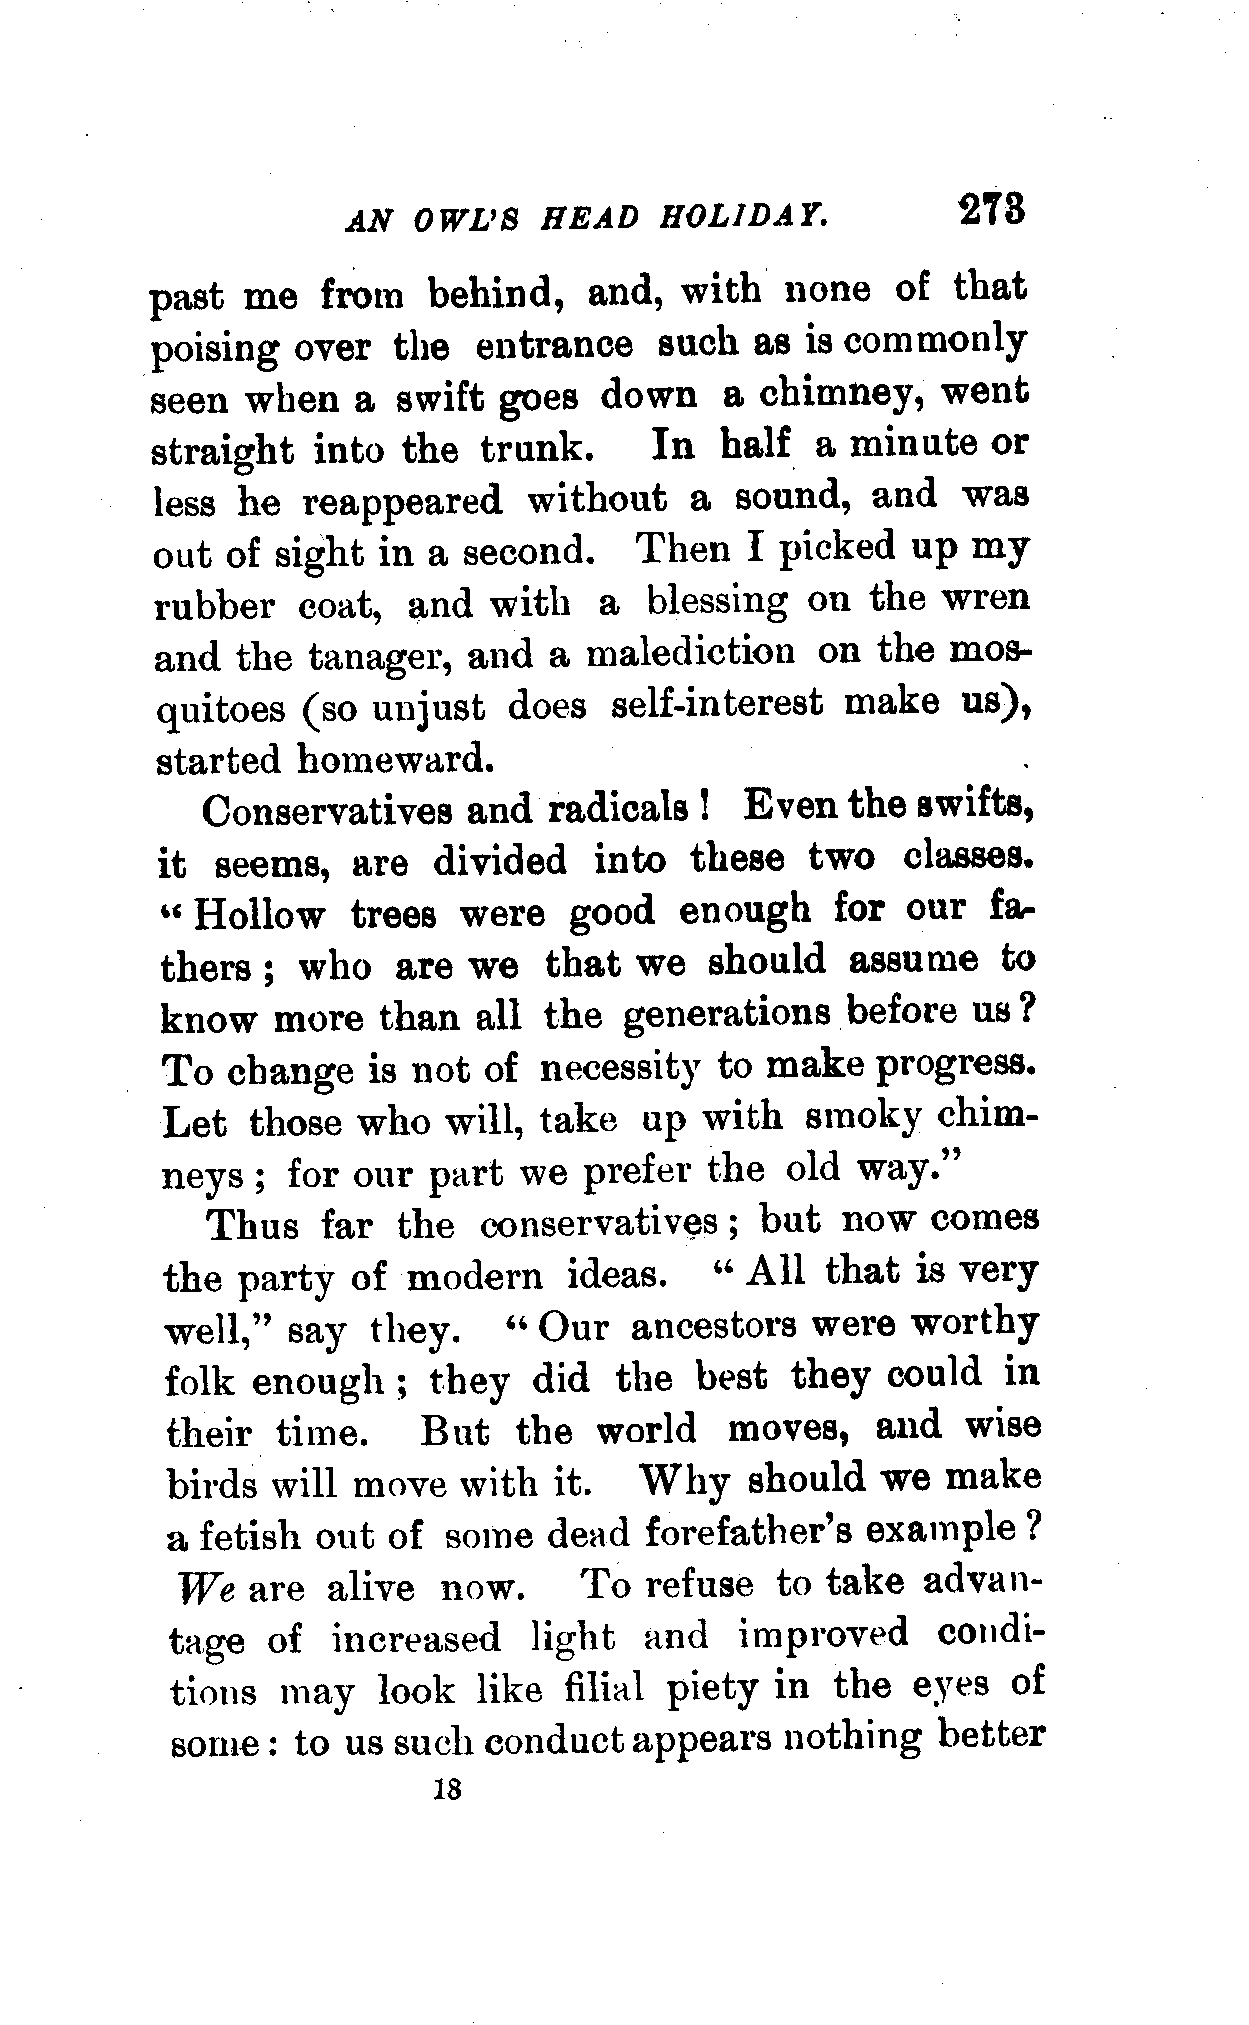 AN OWL'S HEAD HOLIDAY. 273
past me from behind, and, with none of that
poising over the entrance such as is commonly
seen when a swift goes down a chimney, went
straight into the trunk. In half a minute or
less he reappeared without a sound, and was
out of sight in a second. Then I picked up my
rubber coat, and with a blessing on the wren
and the tanager, and a malediction on the mos-
quitoes (so unjust does self-interest make us),
started homeward.
Conservatives and radicals! Even the swifts,
it seems, are divided into these two classes.
"Hollow trees were good enough for our fa-
thers; who are we that we should assume to
know more than all the generations before us?
To change is not of necessity to make progress.
Let those who will, take up with smoky chim-
neys; for our part we prefer the old way."
Thus far the conservatives; but now comes
the party of modern ideas. "All that is very
well," say they. "Our ancestors were worthy
folk enough; they did the best they could in
their time. But the world moves, and wise
birds will move with it. Why should we make
a fetish out of some dead forefather's example?
We are alive now. To refuse to take advan-
tage of increased light and improved condi-
tions may look like filial piety in the eyes of
some: to us such conduct appears nothing better
18